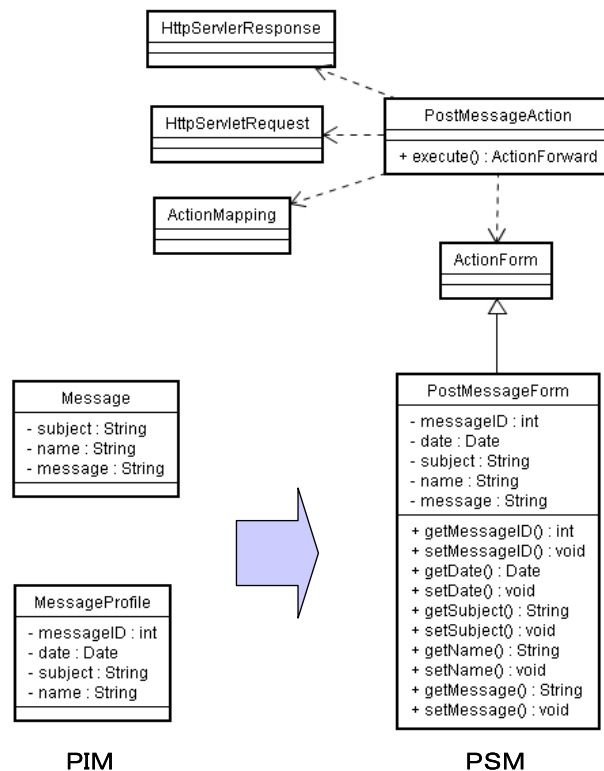 HttpServlerResponse
HttpServletRequest
PostMessageAction
+ execute() : ActionForward
ActionMapping
ActionForm
Message
- subject : String
- name : String
- message : String
MessageProfile
- messageID : int
- date : Date
- subject : String
- name : String
PostMessageForm
- messageID : int
- date : Date
- subject : String
- name : String
- message : String
+ getMessageID() : int
+ setMessageID() : void
+ getDate() : Date
+ setDate() : void
+ getSubject() : String
+ setSubject() : void
+ getName() : String
+ setName() : void
+ getMessage() : String
+ setMessage() : void
PIM
PSM